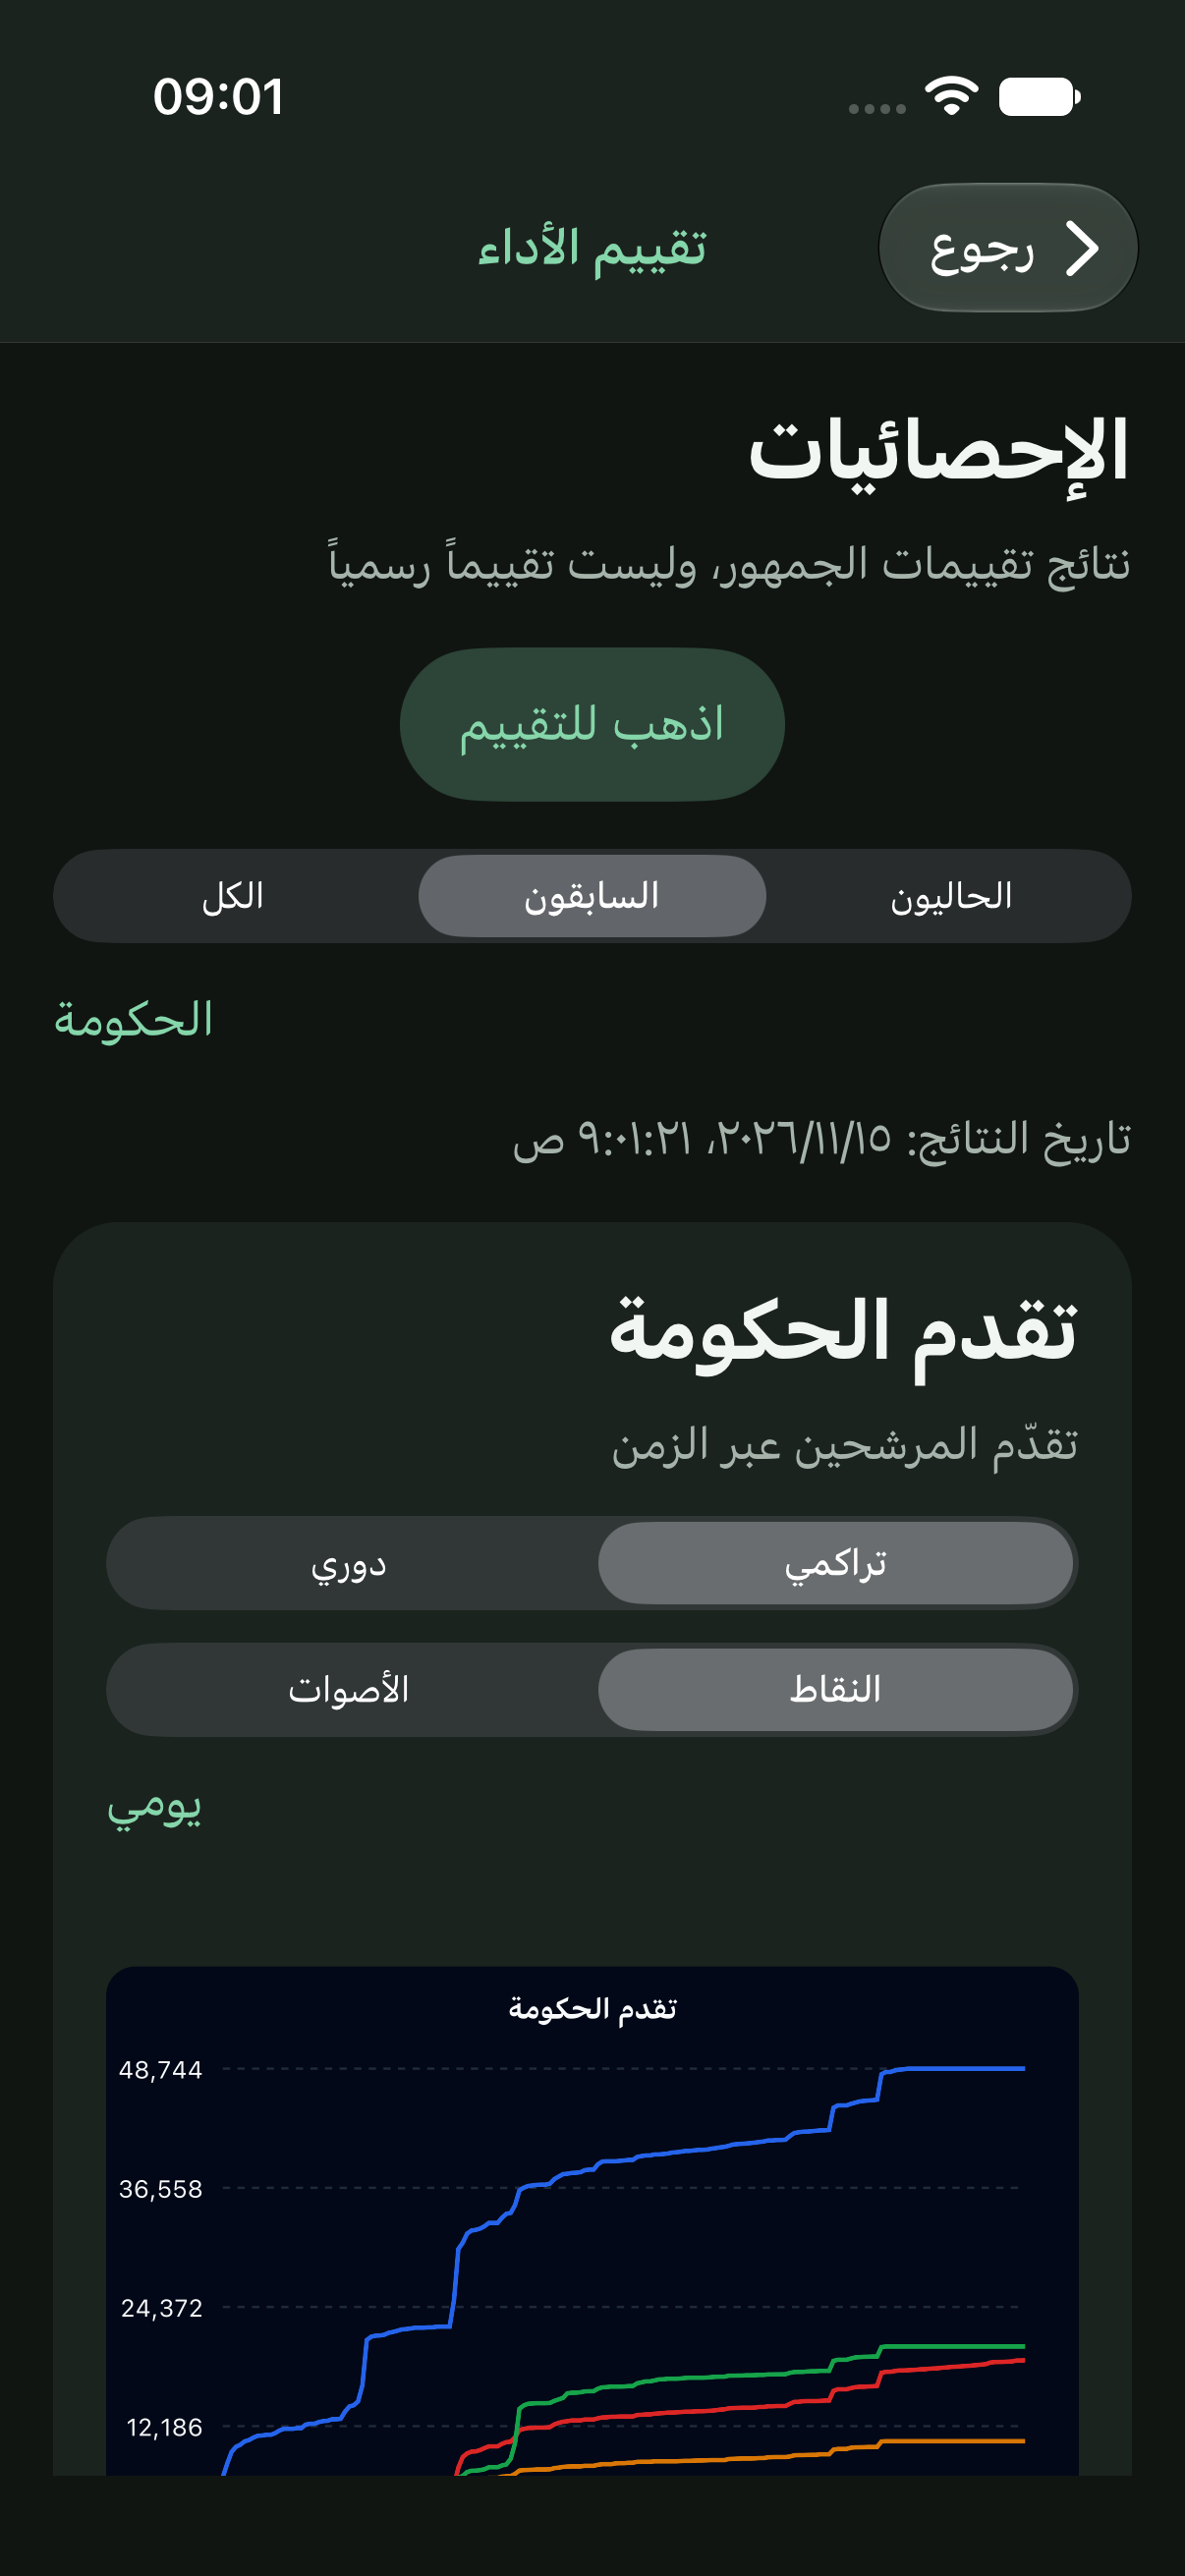 09:01
رجوع
تقييم الأداء
الإحصائيات
نتائج تقييمات الجمهور، وليست تقييماً رسمياً
اذهب للتقييم
الحاليون
السابقون
الكل
الحكومة
تاريخ النتائج: ١٥‏/١١‏/٢٠٢٦، ٩:٠١:٢١ ص
تقدم الحكومة
تقدّم المرشحين عبر الزمن
تراكمي
دوري
النقاط
الأصوات
يومي
تقدم الحكومة
48,744
36,558
24,372
12,186